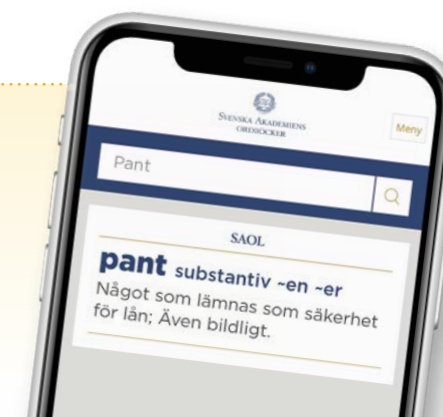 SVENSKA AKADEMIENS
ORDBÖCKER
Meny
Pant
SAOL
pant substantiv ~en ~er
Något som lämnas som säkerhet
för lån; Även bildligt.